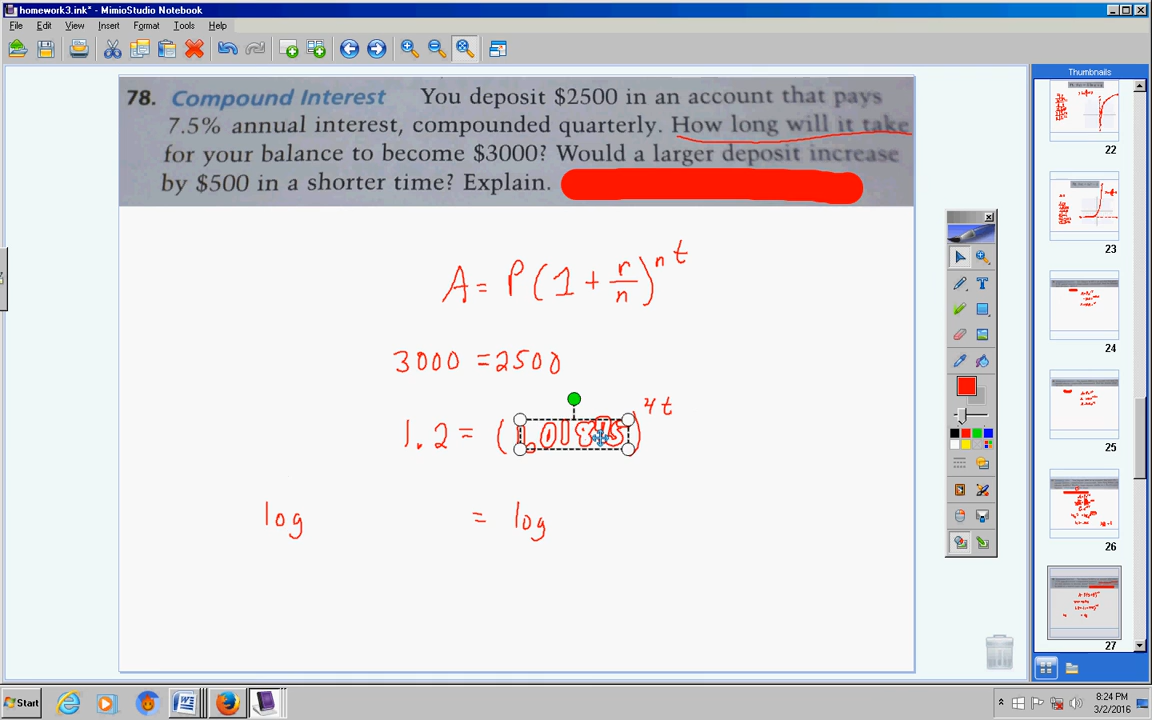 homework3.ink* - MimioStudio Notebook
File Edit View Insert Format Tools Help
78. Compound Interest You deposit $2500 in an account that pays
7.5% annual interest, compounded quarterly. How long will it take
for your balance to become $3000? Would a larger deposit increase
by $500 in a shorter time? Explain.
A = P(1 + r/n)^nt
3000 = 2500
1.2 = (1.01875)^4t
log = log
Thumbnails
22
23
24
25
26
27
Start
8:24 PM
3/2/2016